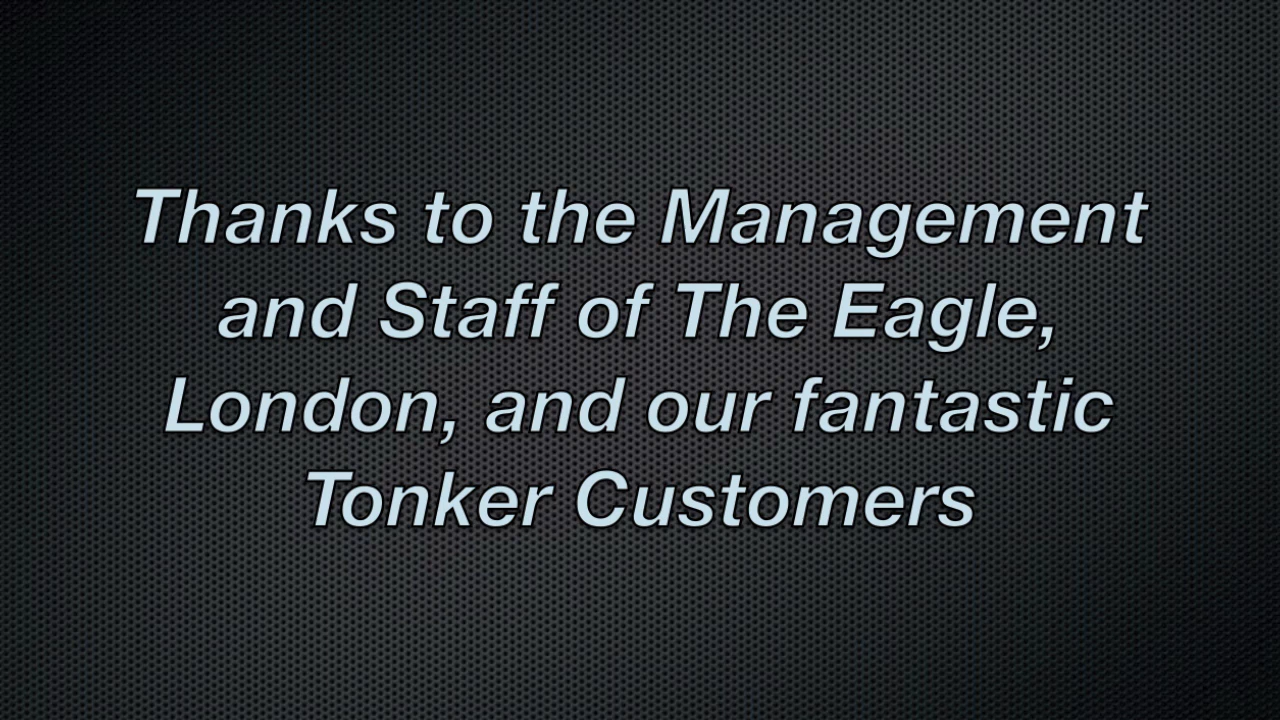 Thanks to the Management
and Staff of The Eagle,
London, and our fantastic
Tonker Customers